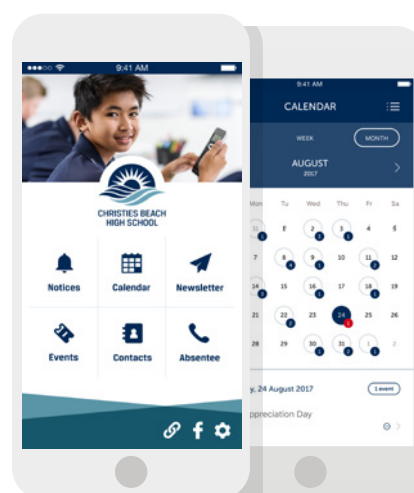 9:41 AM
CHRISTIES BEACH
HIGH SCHOOL
Notices
Calendar
Newsletter
Events
Contacts
Absentee
9:41 AM
CALENDAR
WEEK
MONTH
AUGUST
2017
Mon Tu Wed Thu Fr Sa
31 1 2 3 4 5
7 8 9 10 11 12
14 15 16 17 18 19
21 22 23 24 25 26
28 29 30 31 1 2
y, 24 August 2017
1 event
ppreciation Day